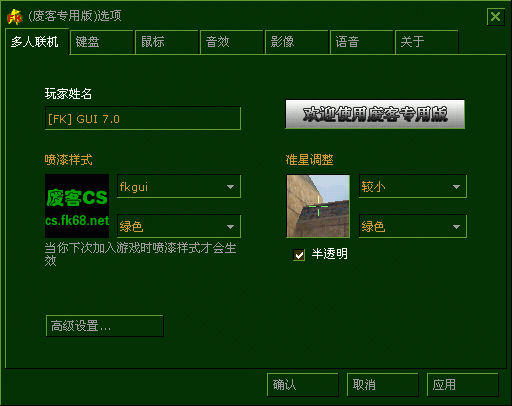 (废客专用版)选项
多人联机 键盘 鼠标 音效 影像 语音 关于
玩家姓名
[FK] GUI 7.0
欢迎使用废客专用版
喷漆样式
废客CS
cs.fk68.net
fkgui
绿色
当你下次加入游戏时喷漆样式才会生
效
准星调整
较小
绿色
半透明
高级设置...
确认 取消 应用